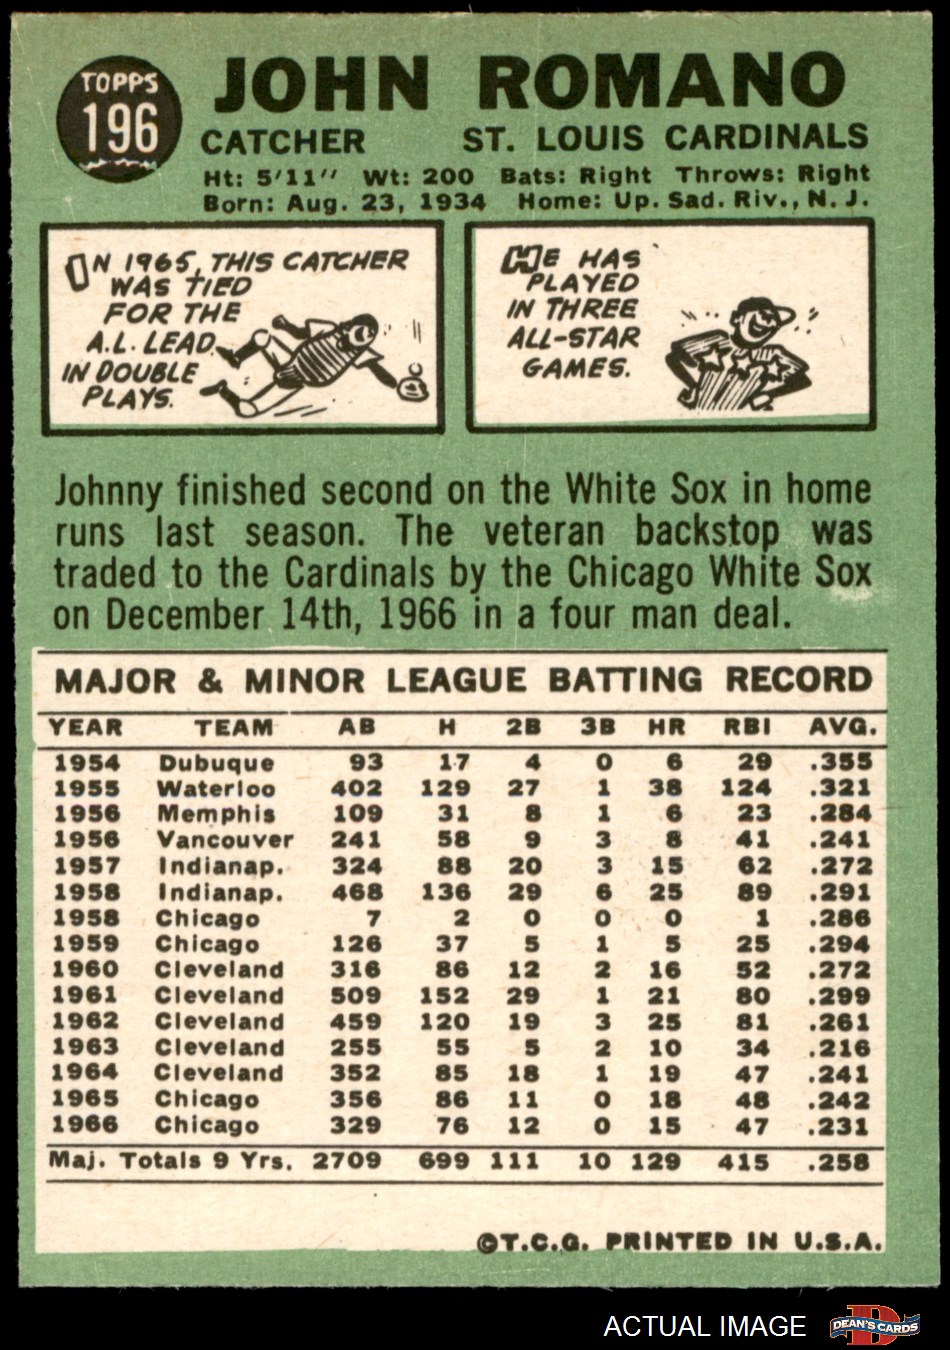 TOPPS
196
JOHN ROMANO
CATCHER ST. LOUIS CARDINALS
Ht: 5'11" Wt: 200 Bats: Right Throws: Right
Born: Aug. 23, 1934 Home: Up. Sad. Riv., N. J.
IN 1965, THIS CATCHER
WAS TIED
FOR THE
A.L. LEAD
IN DOUBLE
PLAYS.
HE HAS
PLAYED
IN THREE
ALL-STAR
GAMES.
Johnny finished second on the White Sox in home
runs last season. The veteran backstop was
traded to the Cardinals by the Chicago White Sox
on December 14th, 1966 in a four man deal.
MAJOR & MINOR LEAGUE BATTING RECORD
YEAR TEAM AB H 2B 3B HR RBI AVG.
1954 Dubuque 93 17 4 0 6 29 .355
1955 Waterloo 402 129 27 1 38 124 .321
1956 Memphis 109 31 8 1 6 23 .284
1956 Vancouver 241 58 9 3 8 41 .241
1957 Indianap. 324 88 20 3 15 62 .272
1958 Indianap. 468 136 29 6 25 89 .291
1958 Chicago 7 2 0 0 0 1 .286
1959 Chicago 126 37 5 1 5 25 .294
1960 Cleveland 316 86 12 2 16 52 .272
1961 Cleveland 509 152 29 1 21 80 .299
1962 Cleveland 459 120 19 3 25 81 .261
1963 Cleveland 255 55 5 2 10 34 .216
1964 Cleveland 352 85 18 1 19 47 .241
1965 Chicago 356 86 11 0 18 48 .242
1966 Chicago 329 76 12 0 15 47 .231
Maj. Totals 9 Yrs. 2709 699 111 10 129 415 .258
©T.C.G. PRINTED IN U.S.A.
ACTUAL IMAGE
D
DEAN'S CARDS